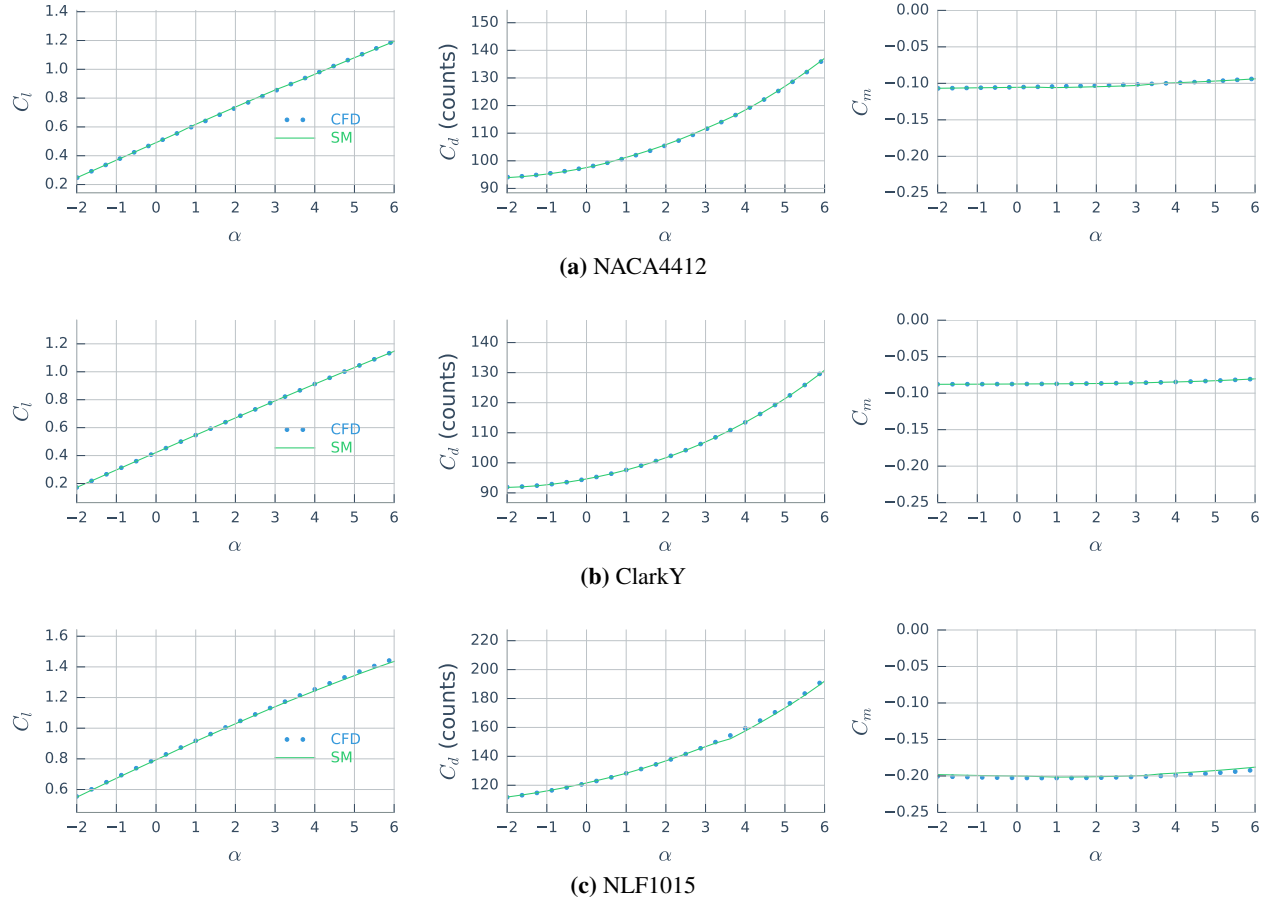 1.4
1.2
1.0
0.8
0.6
0.4
0.2
C_l
CFD
SM
−2 −1 0 1 2 3 4 5 6
α
150
140
130
120
110
100
90
C_d (counts)
−2 −1 0 1 2 3 4 5 6
α
0.00
−0.05
−0.10
−0.15
−0.20
−0.25
C_m
−2 −1 0 1 2 3 4 5 6
α
(a) NACA4412
1.2
1.0
0.8
0.6
0.4
0.2
C_l
CFD
SM
−2 −1 0 1 2 3 4 5 6
α
140
130
120
110
100
90
C_d (counts)
−2 −1 0 1 2 3 4 5 6
α
0.00
−0.05
−0.10
−0.15
−0.20
−0.25
C_m
−2 −1 0 1 2 3 4 5 6
α
(b) ClarkY
1.6
1.4
1.2
1.0
0.8
0.6
C_l
CFD
SM
−2 −1 0 1 2 3 4 5 6
α
220
200
180
160
140
120
C_d (counts)
−2 −1 0 1 2 3 4 5 6
α
0.00
−0.05
−0.10
−0.15
−0.20
−0.25
C_m
−2 −1 0 1 2 3 4 5 6
α
(c) NLF1015